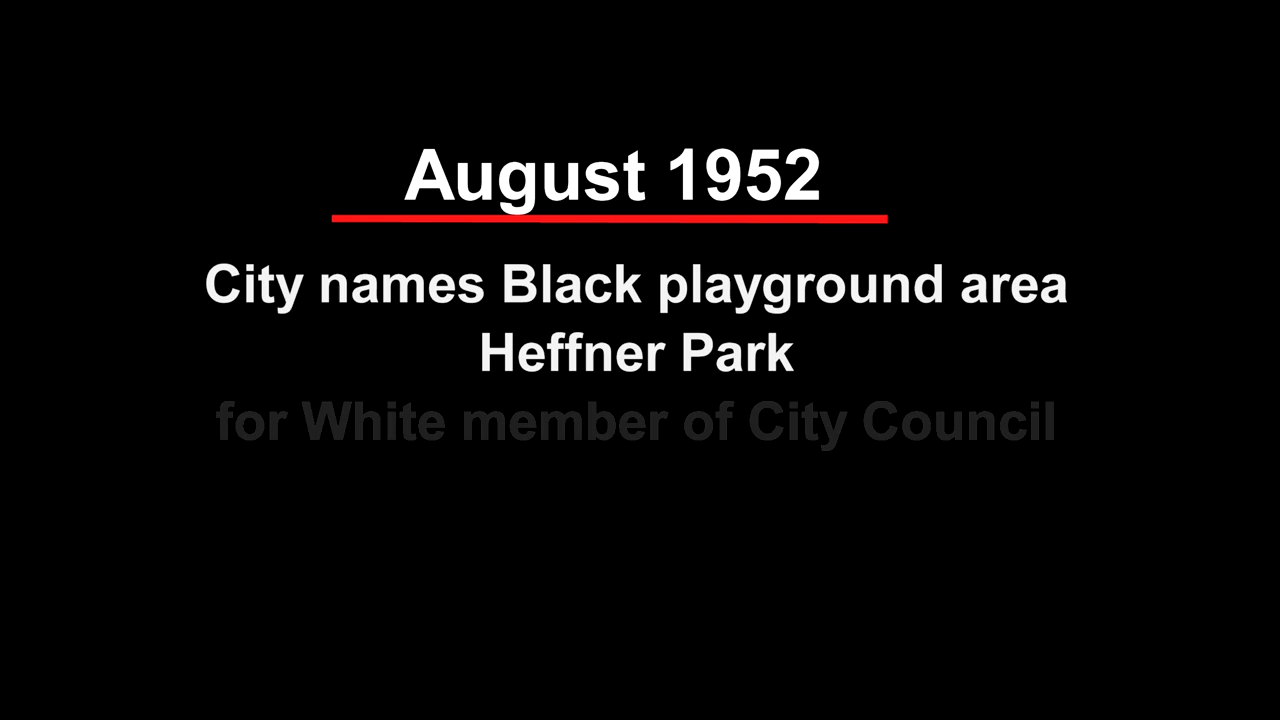 August 1952
City names Black playground area
Heffner Park
for White member of City Council